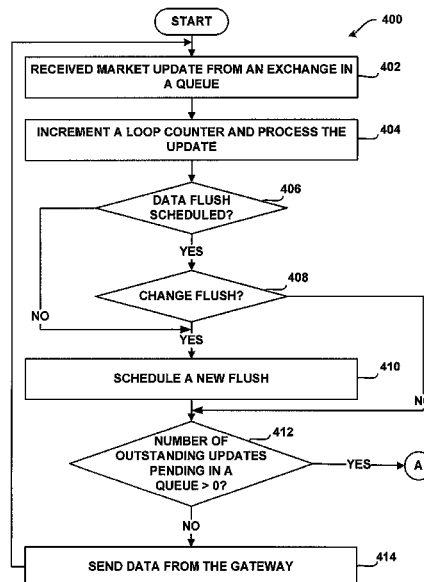 START
400
RECEIVED MARKET UPDATE FROM AN EXCHANGE IN
A QUEUE
402
INCREMENT A LOOP COUNTER AND PROCESS THE
UPDATE
404
406
DATA FLUSH
SCHEDULED?
YES
408
CHANGE FLUSH?
NO
YES
SCHEDULE A NEW FLUSH
410
NO
412
NUMBER OF
OUTSTANDING UPDATES
PENDING IN A
QUEUE > 0?
YES
A
NO
SEND DATA FROM THE GATEWAY
414